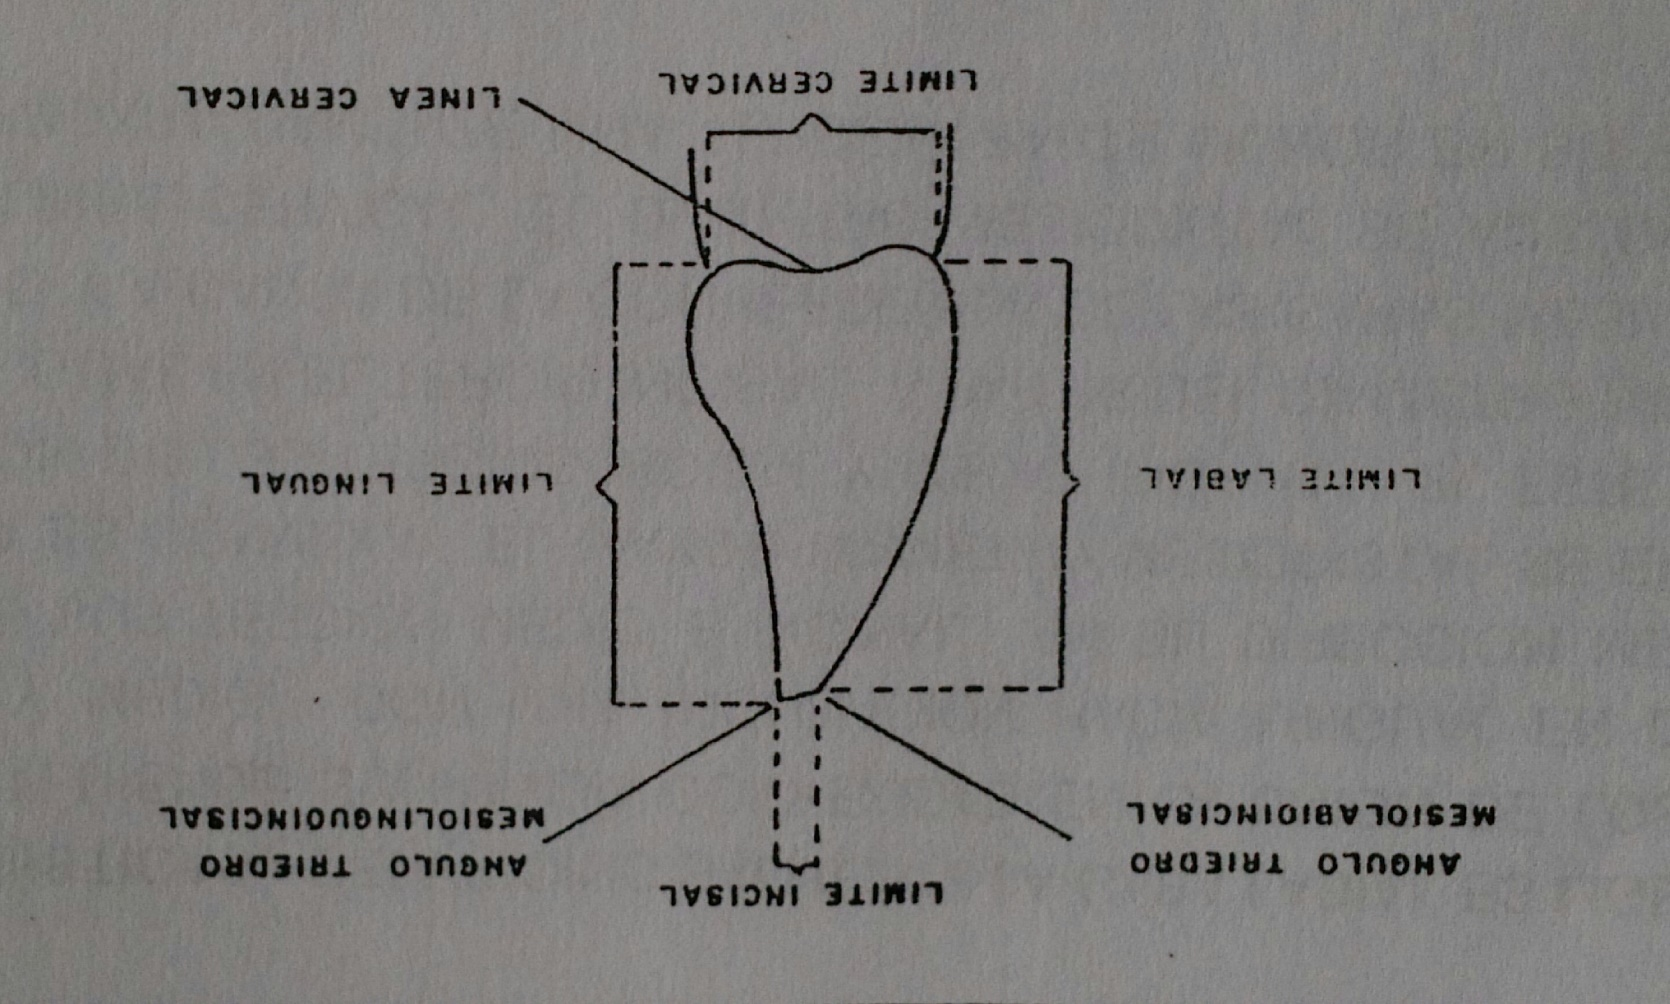 LIMITE INCISAL
ANGULO TRIEDRO
MESIOLABIOINCISAL
ANGULO TRIEDRO
MESIOLINGUOINCISAL
LIMITE LABIAL
LIMITE LINGUAL
LIMITE CERVICAL
LINEA CERVICAL